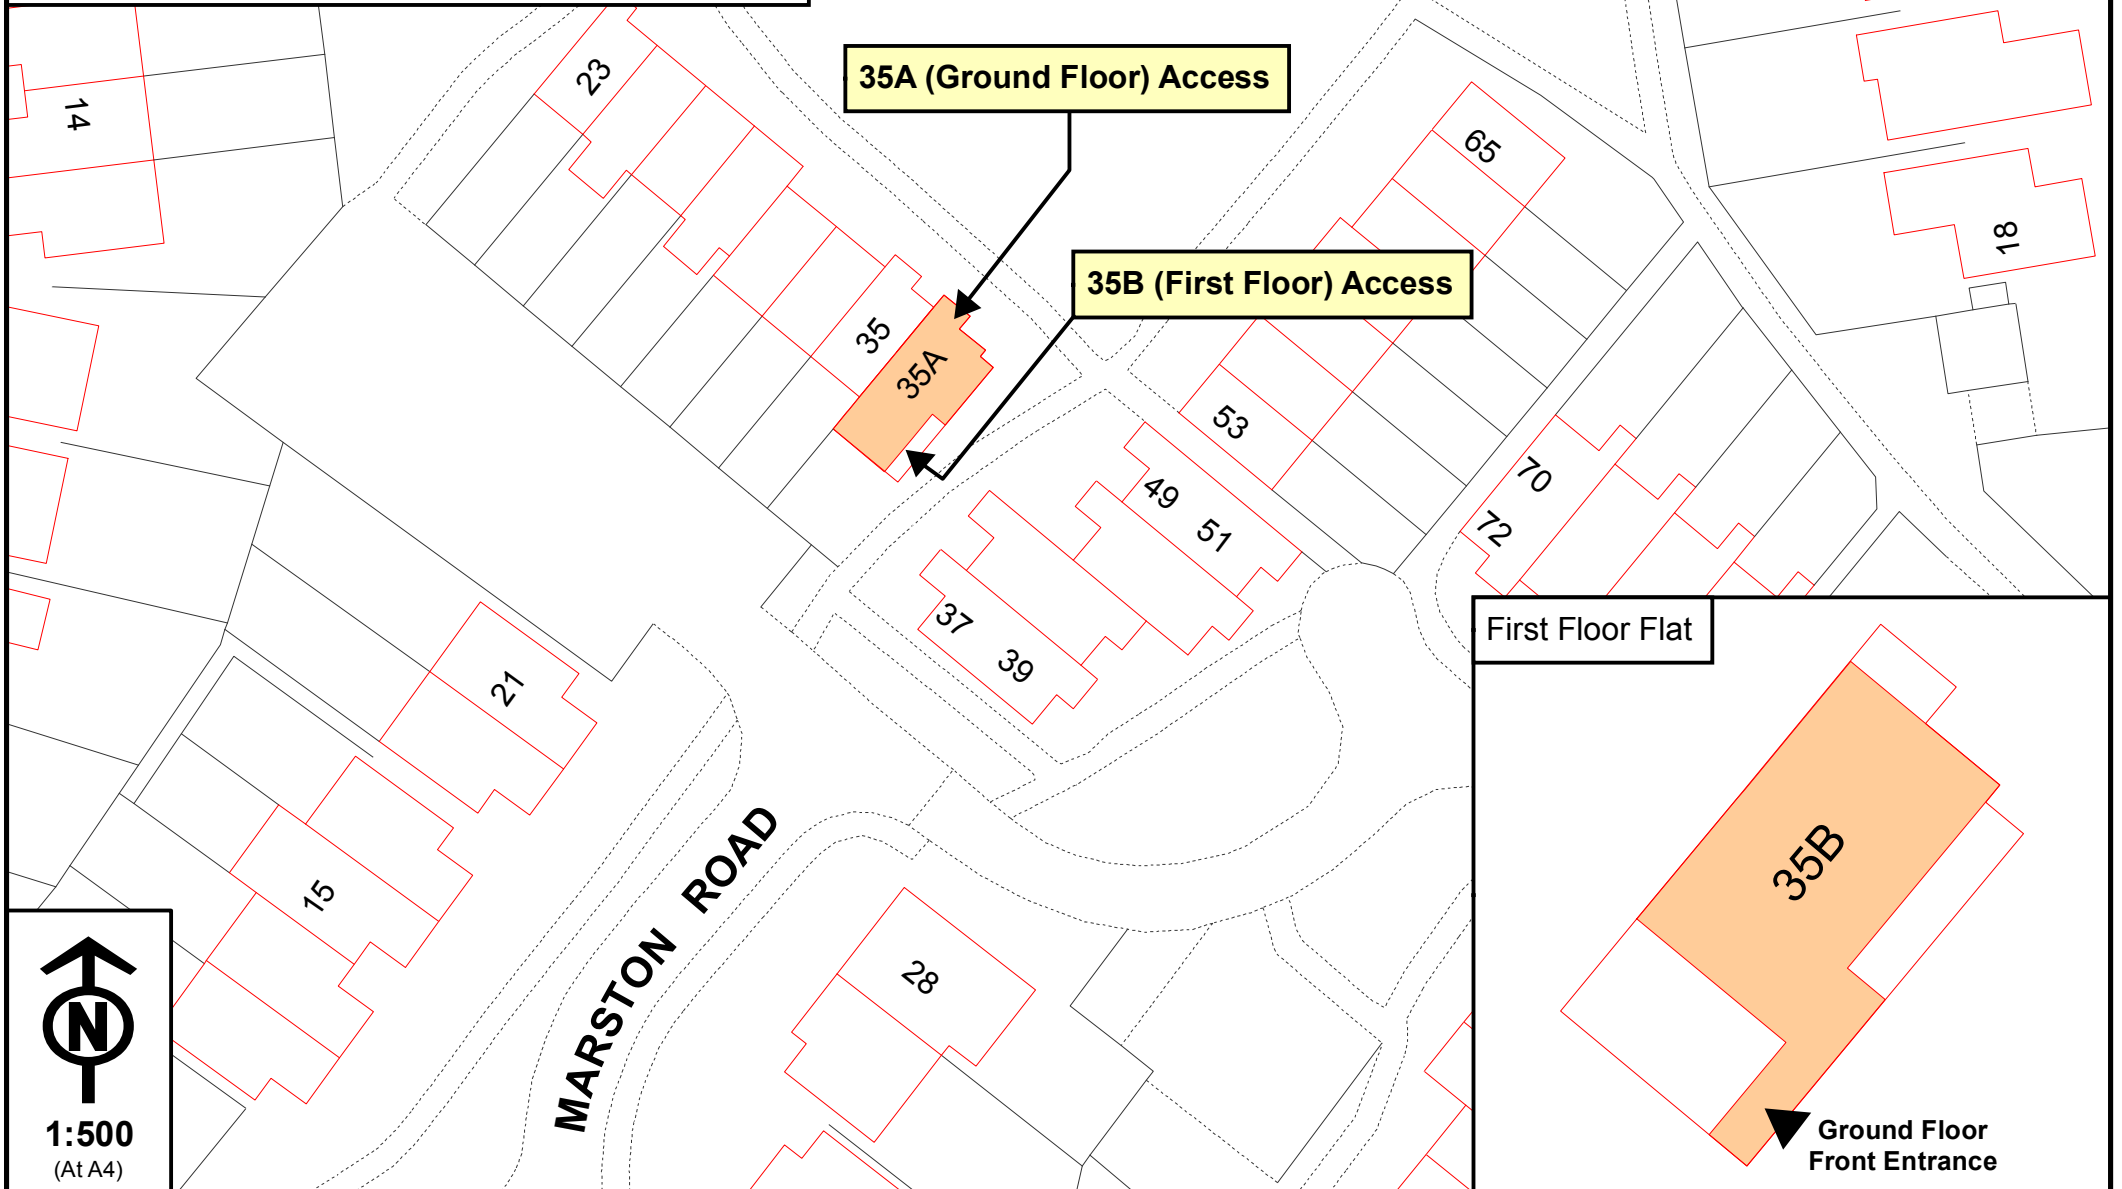 35A (Ground Floor) Access
23
14
65
35B (First Floor) Access
18
35
35A
53
70
72
49
51
First Floor Flat
37
39
21
MARSTON ROAD
35B
15
28
N
1:500
(At A4)
Ground Floor
Front Entrance